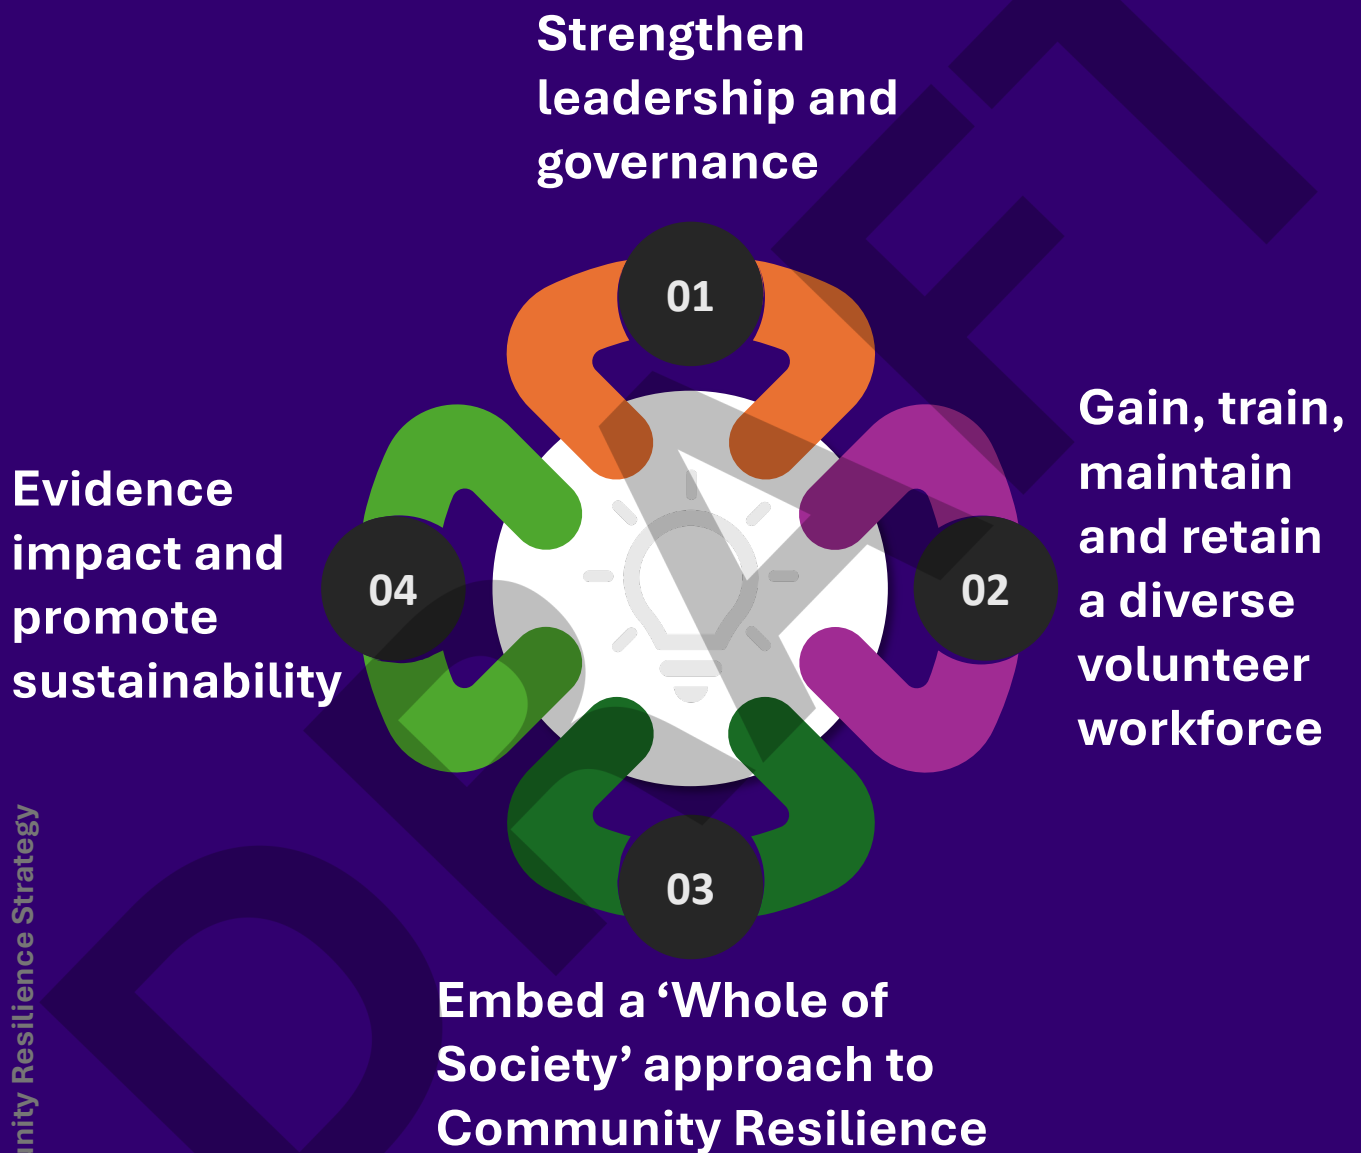 Strengthen
leadership and
governance
01
Gain, train,
maintain
and retain
a diverse
volunteer
workforce
02
Evidence
impact and
promote
sustainability
04
03
Embed a ‘Whole of
Society’ approach to
Community Resilience
Resilience Strategy
DRAFT